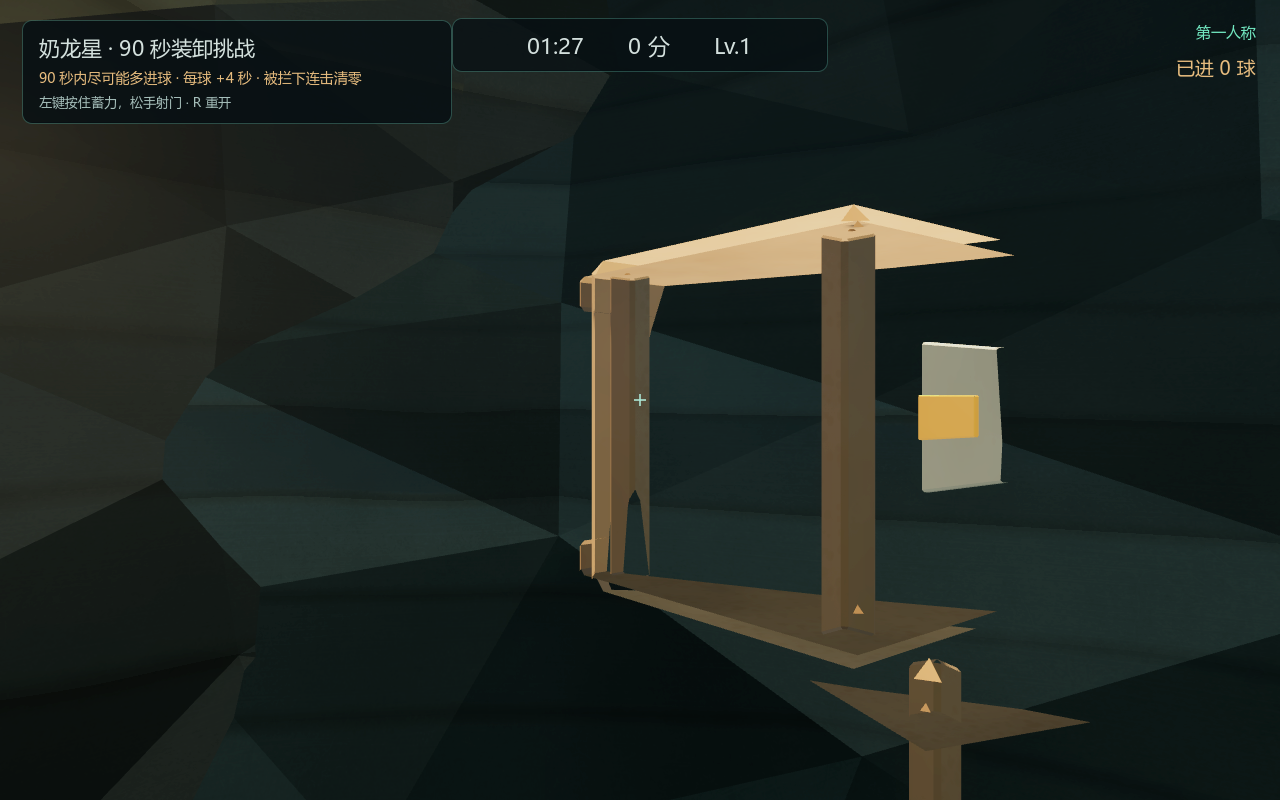 奶龙星 · 90 秒装卸挑战
90 秒内尽可能多进球 · 每球 +4 秒 · 被拦下连击清零
左键按住蓄力，松手射门 · R 重开
01:27 0 分 Lv.1
第一人称
已进 0 球